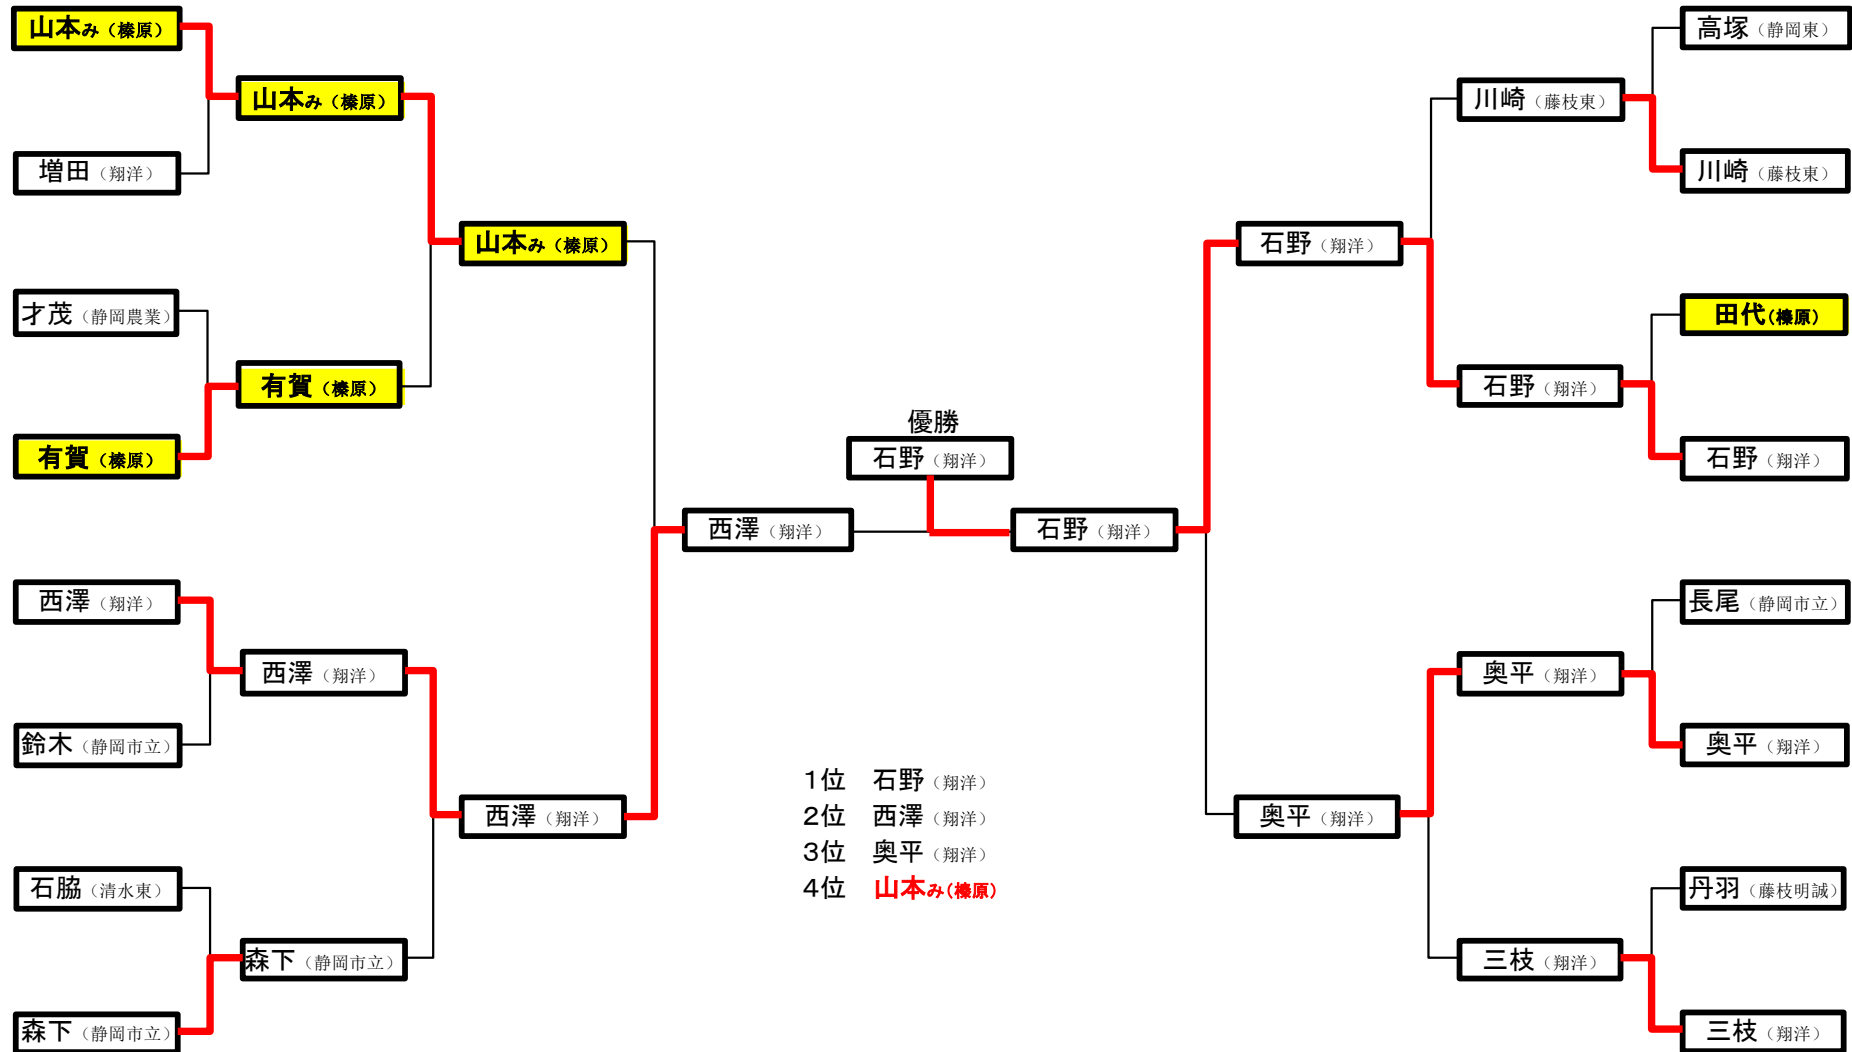 山本み（榛原）
増田（翔洋）
才茂（静岡農業）
有賀（榛原）
西澤（翔洋）
鈴木（静岡市立）
石脇（清水東）
森下（静岡市立）
山本み（榛原）
有賀（榛原）
西澤（翔洋）
森下（静岡市立）
山本み（榛原）
西澤（翔洋）
西澤（翔洋）
優勝
石野（翔洋）
石野（翔洋）
1位 石野（翔洋）
2位 西澤（翔洋）
3位 奥平（翔洋）
4位 山本み(榛原)
石野（翔洋）
奥平（翔洋）
川崎（藤枝東）
石野（翔洋）
奥平（翔洋）
三枝（翔洋）
高塚（静岡東）
川崎（藤枝東）
田代(榛原)
石野（翔洋）
長尾（静岡市立）
奥平（翔洋）
丹羽（藤枝明誠）
三枝（翔洋）